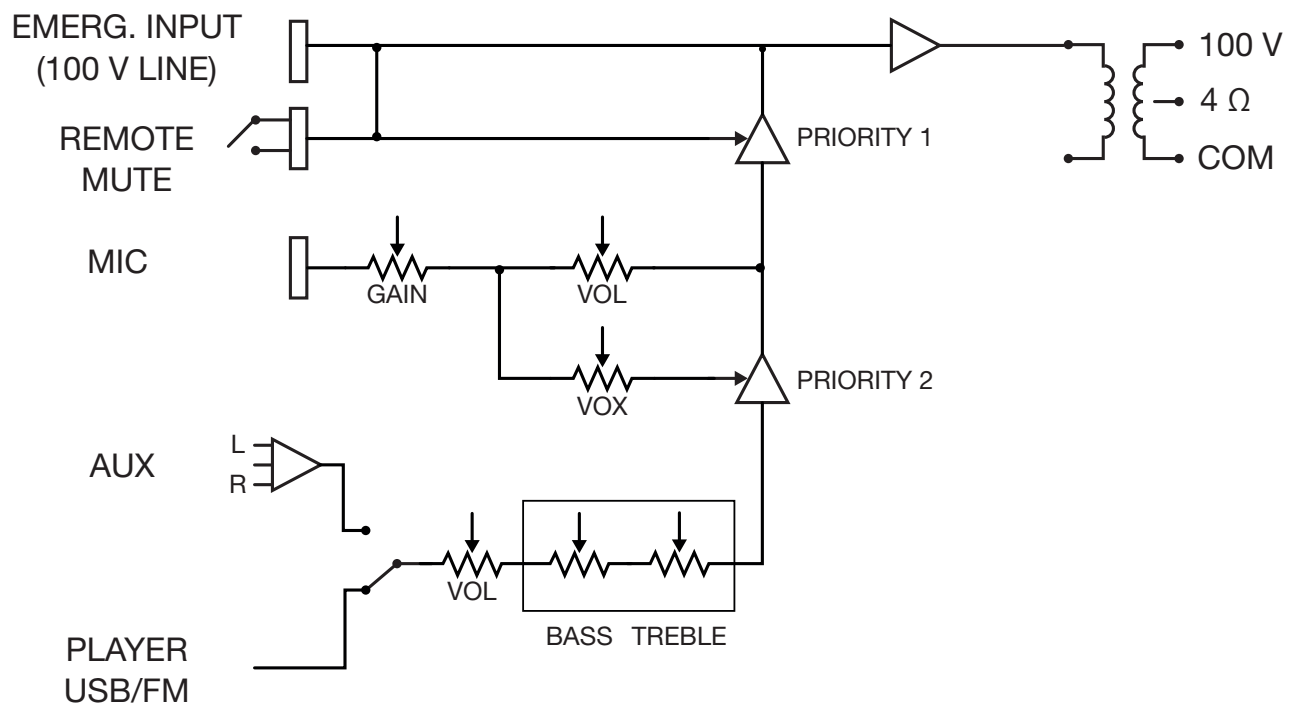 EMERG. INPUT
(100 V LINE)
100 V
4 Ω
COM
REMOTE
MUTE
PRIORITY 1
MIC
GAIN
VOL
VOX
PRIORITY 2
AUX
L
R
VOL
BASS TREBLE
PLAYER
USB/FM